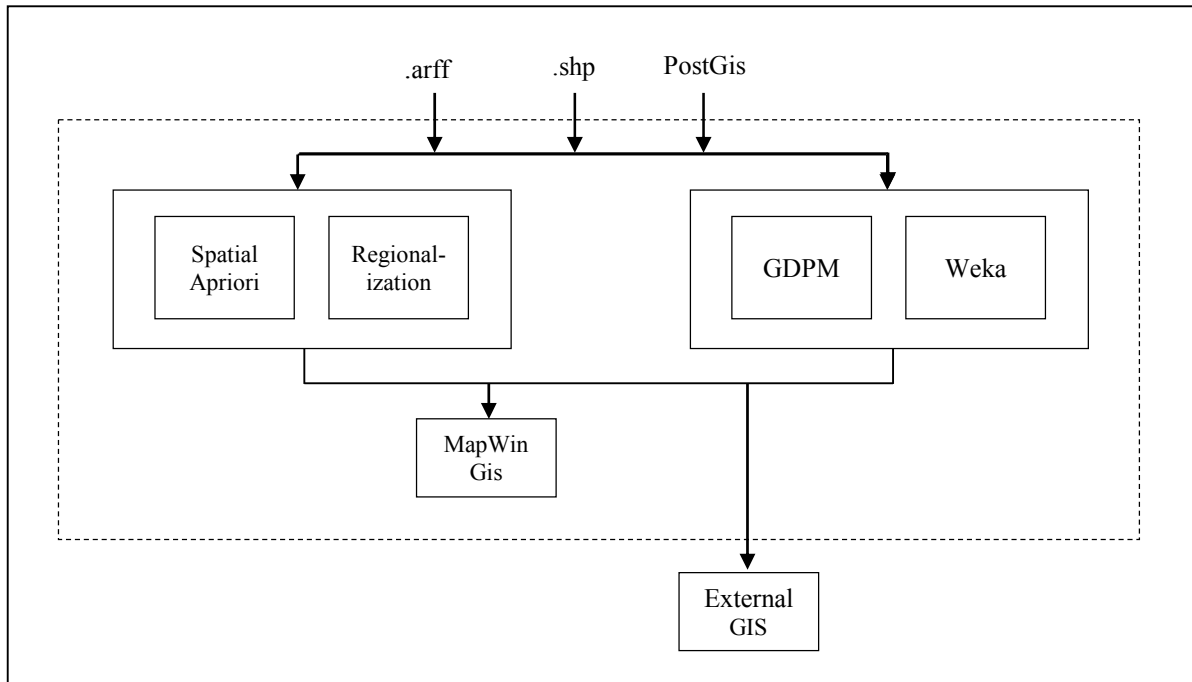 .arff
.shp
PostGis
Spatial
Apriori
Regional-
ization
GDPM
Weka
MapWin
Gis
External
GIS